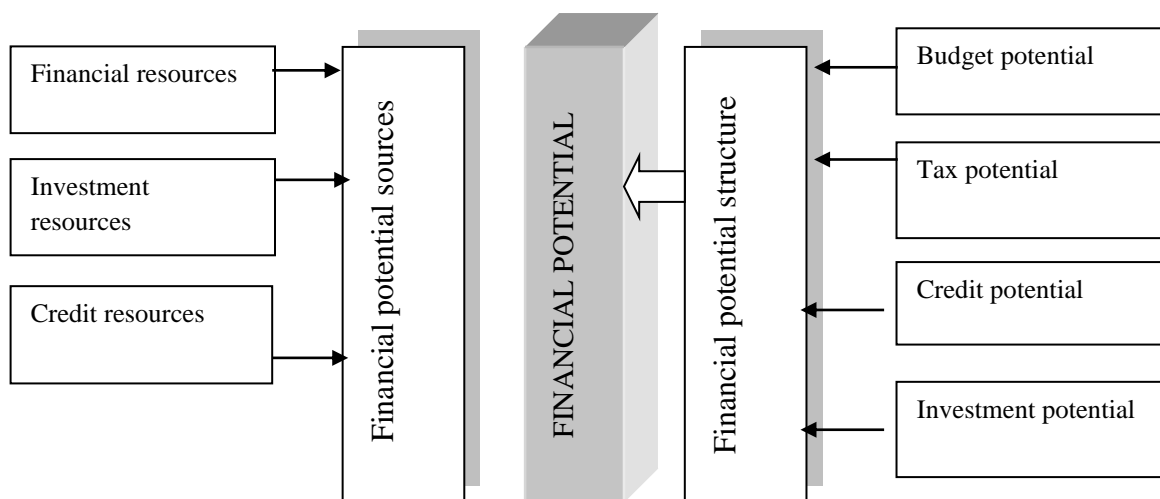 Financial resources
Investment
resources
Credit resources
Financial potential sources
FINANCIAL POTENTIAL
Financial potential structure
Budget potential
Tax potential
Credit potential
Investment potential